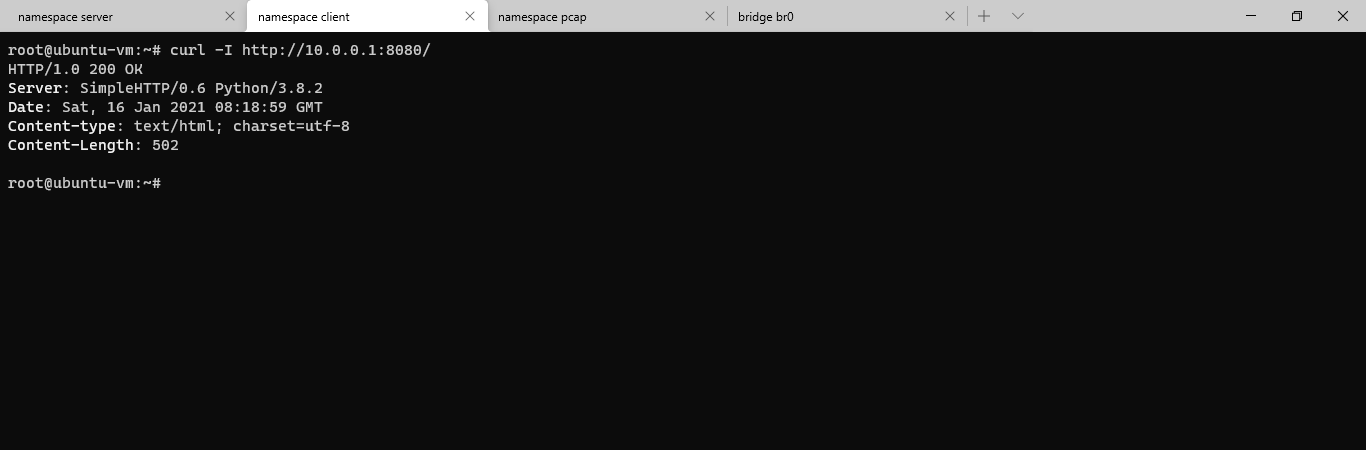 namespace server
namespace client
namespace pcap
bridge br0
root@ubuntu-vm:~# curl -I http://10.0.0.1:8080/
HTTP/1.0 200 OK
Server: SimpleHTTP/0.6 Python/3.8.2
Date: Sat, 16 Jan 2021 08:18:59 GMT
Content-type: text/html; charset=utf-8
Content-Length: 502
root@ubuntu-vm:~#